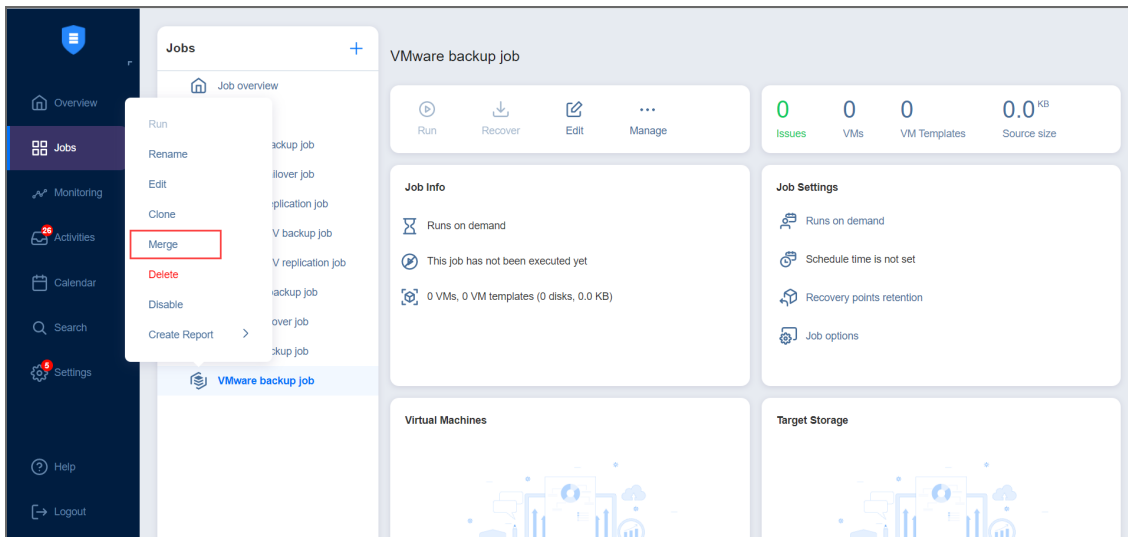 Overview
Jobs
Monitoring
26
Activities
Calendar
Search
5
Settings
Help
Logout
Jobs
+
Job overview
ackup job
ilover job
plication job
V backup job
V replication job
ackup job
over job
ckup job
VMware backup job
Run
Rename
Edit
Clone
Merge
Delete
Disable
Create Report
VMware backup job
Run
Recover
Edit
Manage
0
Issues
0
VMs
0
VM Templates
0.0 KB
Source size
Job Info
Runs on demand
This job has not been executed yet
0 VMs, 0 VM templates (0 disks, 0.0 KB)
Job Settings
Runs on demand
Schedule time is not set
Recovery points retention
Job options
Virtual Machines
Target Storage